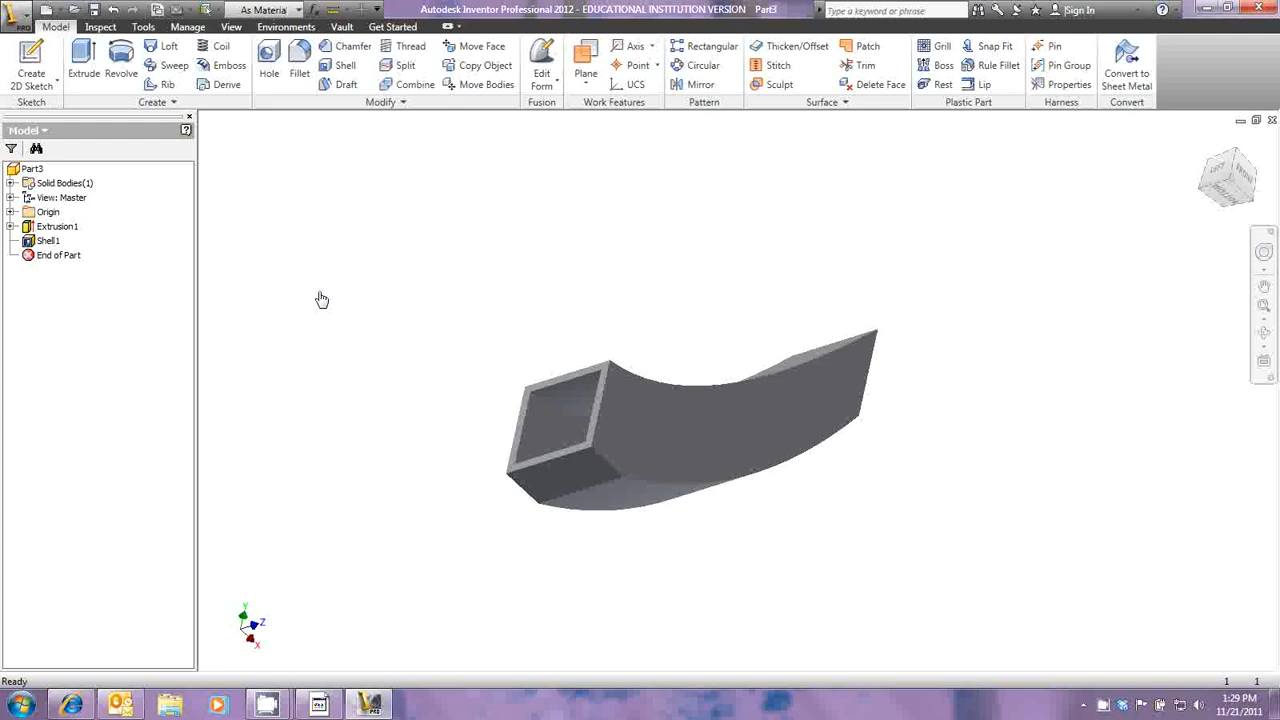 As Material
Autodesk Inventor Professional 2012 - EDUCATIONAL INSTITUTION VERSION Part3
Type a keyword or phrase
Sign In
PRO
Model Inspect Tools Manage View Environments Vault Get Started
Create
2D Sketch
Sketch
Extrude Revolve
Loft Coil
Sweep Emboss
Rib Derive
Create
Hole Fillet
Chamfer Thread Move Face
Shell Split Copy Object
Draft Combine Move Bodies
Modify
Edit
Form
Fusion
Plane
Axis
Point
UCS
Work Features
Rectangular
Circular
Mirror
Pattern
Thicken/Offset Patch
Stitch Trim
Sculpt Delete Face
Surface
Grill Snap Fit
Boss Rule Fillet
Rest Lip
Plastic Part
Pin
Pin Group
Properties
Harness
Convert to
Sheet Metal
Convert
Model
Part3
Solid Bodies(1)
View: Master
Origin
Extrusion1
Shell1
End of Part
Y
Z
X
Ready
1 1
1:29 PM
11/21/2011